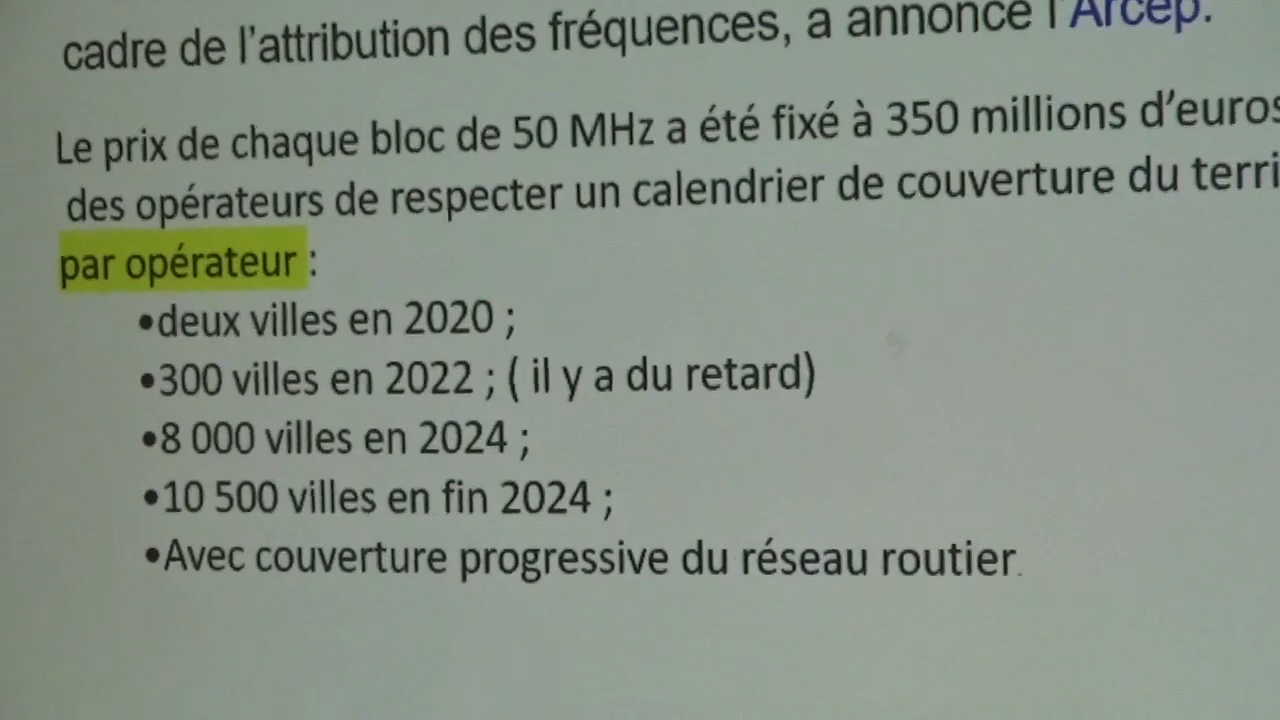 cadre de l'attribution des fréquences, a annoncé l'Arcep.
Le prix de chaque bloc de 50 MHz a été fixé à 350 millions d'euros
des opérateurs de respecter un calendrier de couverture du terri
par opérateur :
•deux villes en 2020 ;
•300 villes en 2022 ; ( il y a du retard)
•8 000 villes en 2024 ;
•10 500 villes en fin 2024 ;
•Avec couverture progressive du réseau routier.